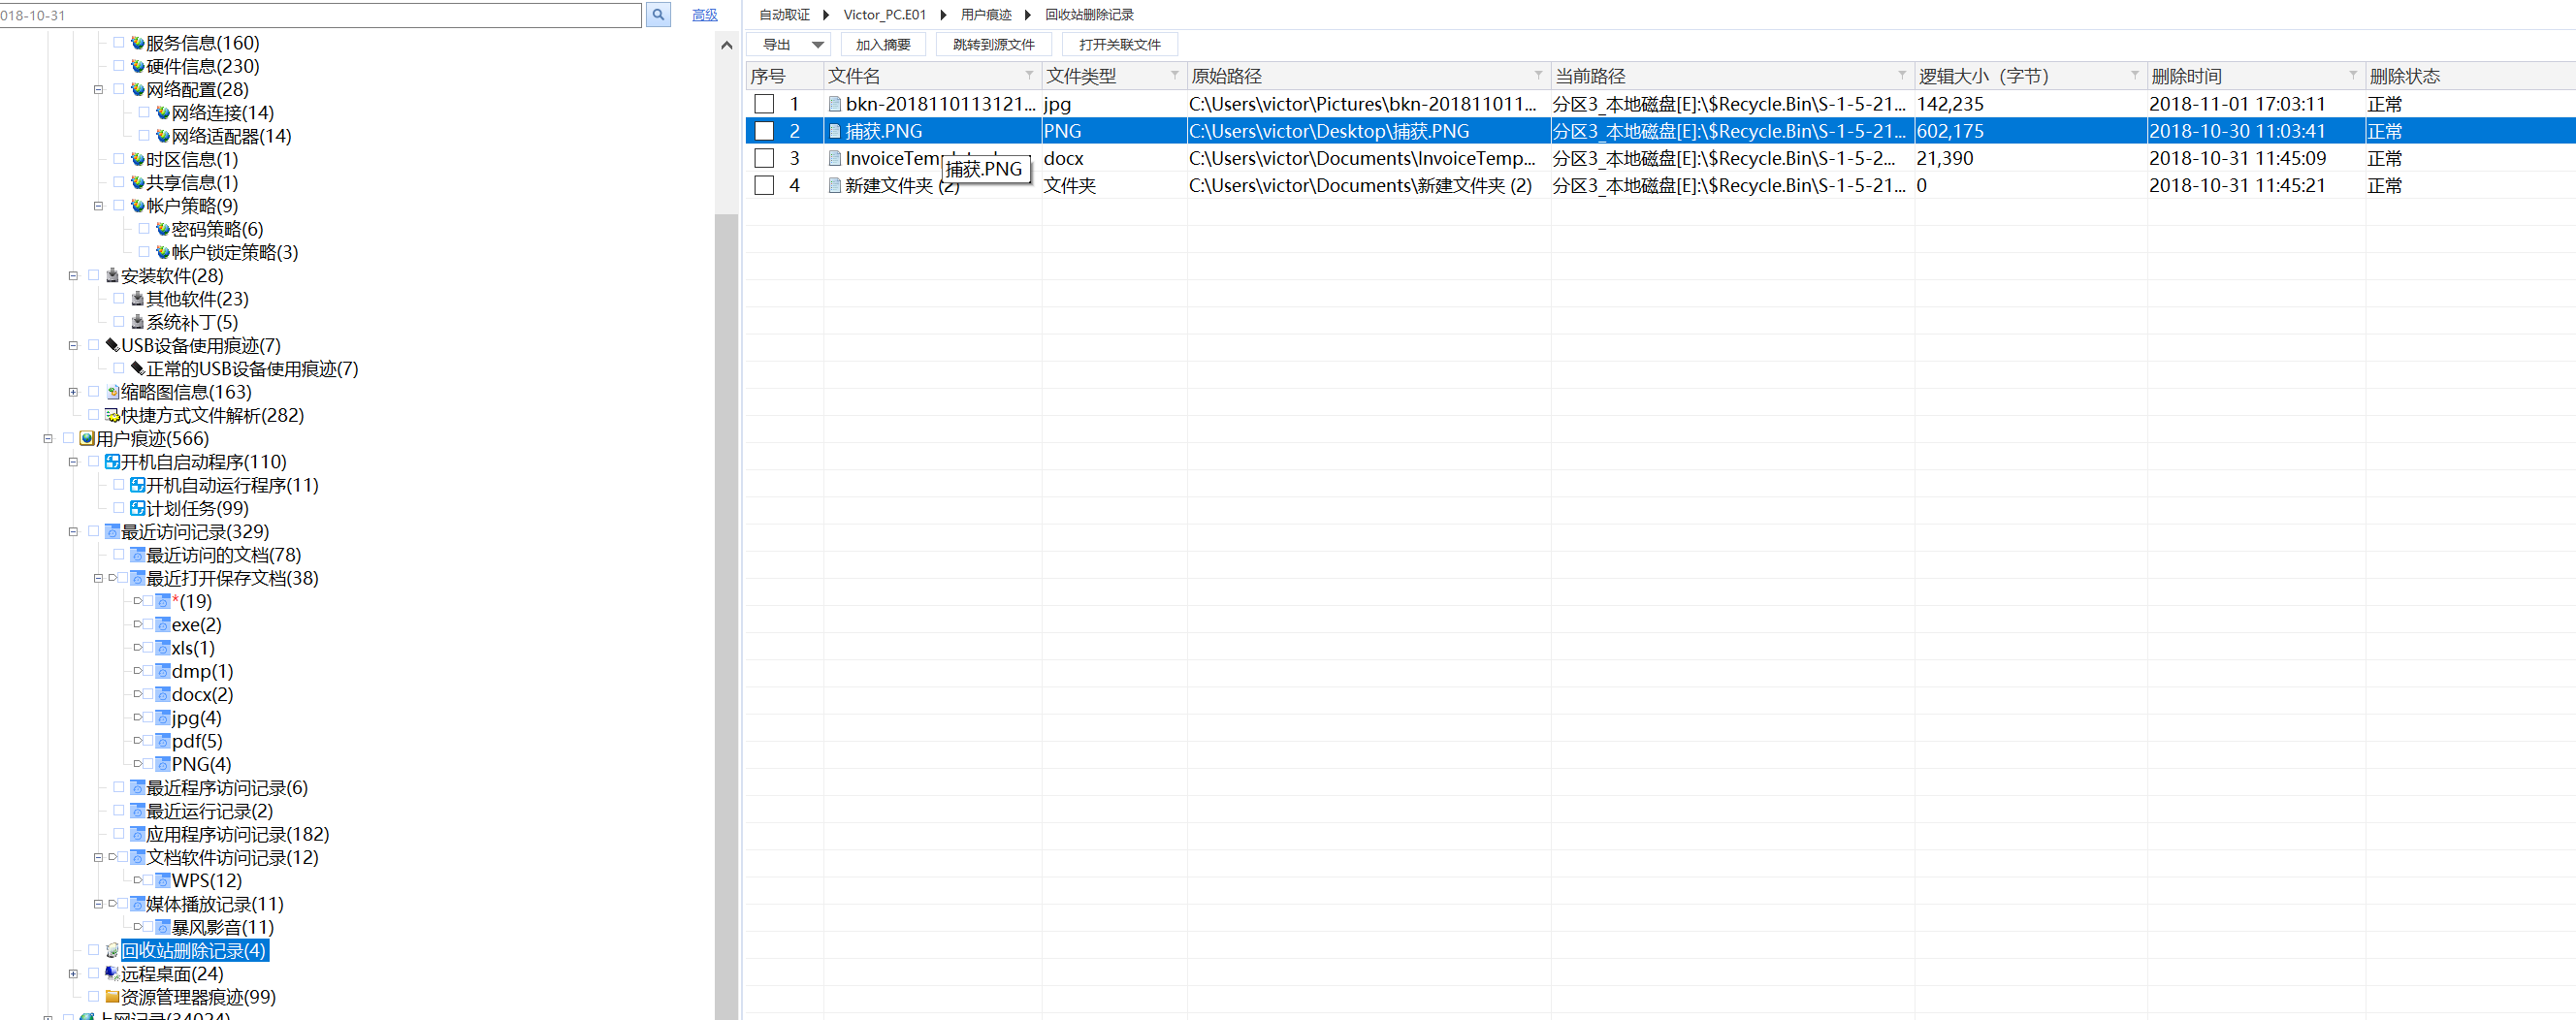 018-10-31
高级
服务信息(160)
硬件信息(230)
网络配置(28)
网络连接(14)
网络适配器(14)
时区信息(1)
共享信息(1)
帐户策略(9)
密码策略(6)
帐户锁定策略(3)
安装软件(28)
其他软件(23)
系统补丁(5)
USB设备使用痕迹(7)
正常的USB设备使用痕迹(7)
缩略图信息(163)
快捷方式文件解析(282)
用户痕迹(566)
开机自启动程序(110)
开机自动运行程序(11)
计划任务(99)
最近访问记录(329)
最近访问的文档(78)
最近打开保存文档(38)
*(19)
exe(2)
xls(1)
dmp(1)
docx(2)
jpg(4)
pdf(5)
PNG(4)
最近程序访问记录(6)
最近运行记录(2)
应用程序访问记录(182)
文档软件访问记录(12)
WPS(12)
媒体播放记录(11)
暴风影音(11)
回收站删除记录(4)
远程桌面(24)
资源管理器痕迹(99)
上网记录(34024)
自动取证 Victor_PC.E01 用户痕迹 回收站删除记录
导出 加入摘要 跳转到源文件 打开关联文件
序号 文件名 文件类型 原始路径 当前路径 逻辑大小（字节） 删除时间 删除状态
1 bkn-2018110113121... jpg C:\Users\victor\Pictures\bkn-201811011... 分区3_本地磁盘[E]:\$Recycle.Bin\S-1-5-21... 142,235 2018-11-01 17:03:11 正常
2 捕获.PNG PNG C:\Users\victor\Desktop\捕获.PNG 分区3_本地磁盘[E]:\$Recycle.Bin\S-1-5-21... 602,175 2018-10-30 11:03:41 正常
3 InvoiceTem docx C:\Users\victor\Documents\InvoiceTemp... 分区3_本地磁盘[E]:\$Recycle.Bin\S-1-5-2... 21,390 2018-10-31 11:45:09 正常
捕获.PNG
4 新建文件夹 (2) 文件夹 C:\Users\victor\Documents\新建文件夹 (2) 分区3_本地磁盘[E]:\$Recycle.Bin\S-1-5-21... 0 2018-10-31 11:45:21 正常